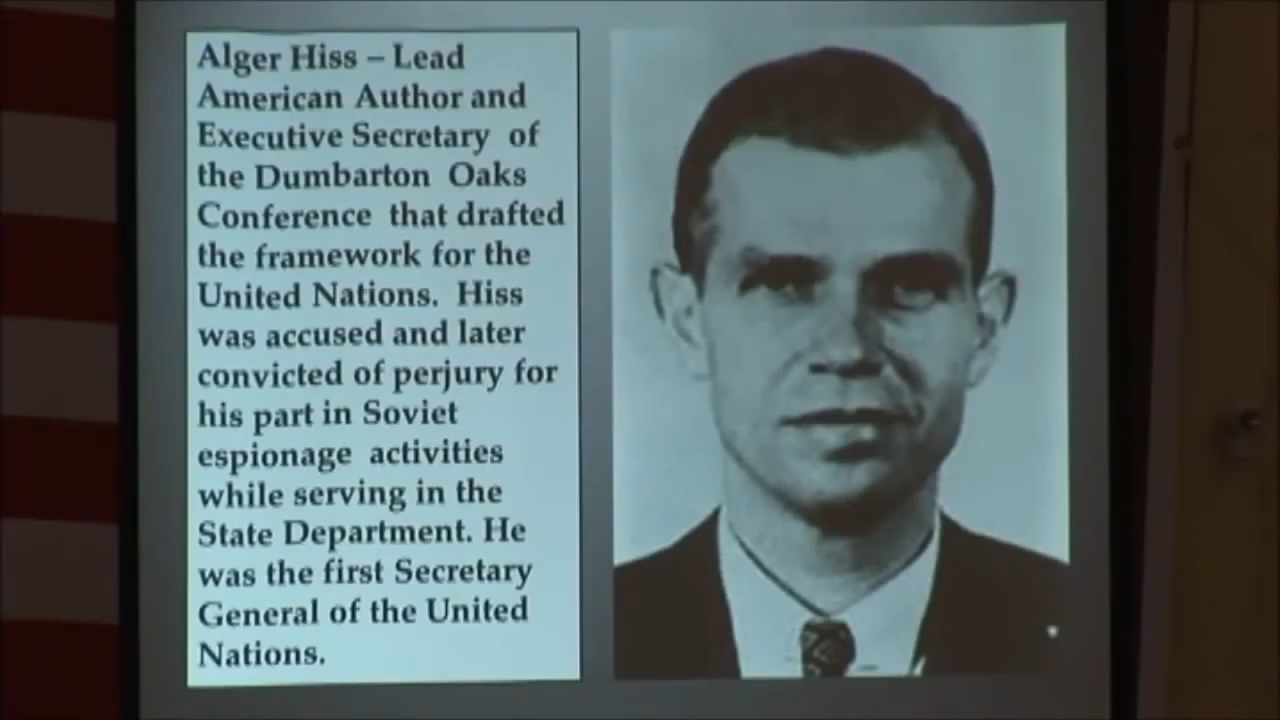 Alger Hiss – Lead
American Author and
Executive Secretary of
the Dumbarton Oaks
Conference that drafted
the framework for the
United Nations. Hiss
was accused and later
convicted of perjury for
his part in Soviet
espionage activities
while serving in the
State Department. He
was the first Secretary
General of the United
Nations.